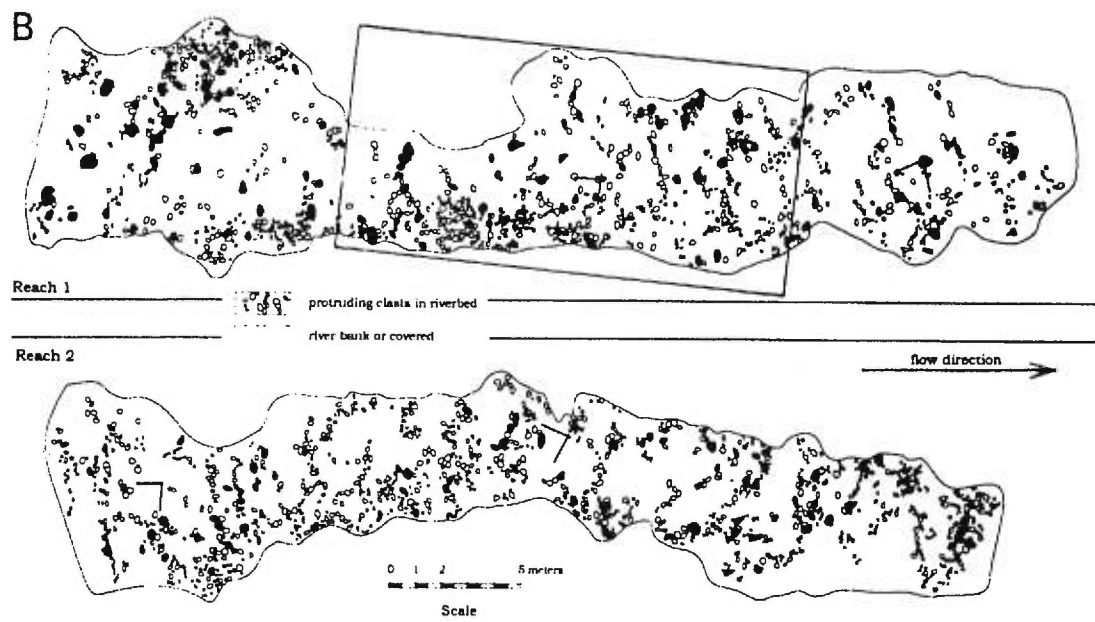 B
Reach 1
protruding clasts in riverbed
river bank or covered
Reach 2
flow direction
0 1 2 5 meters
Scale